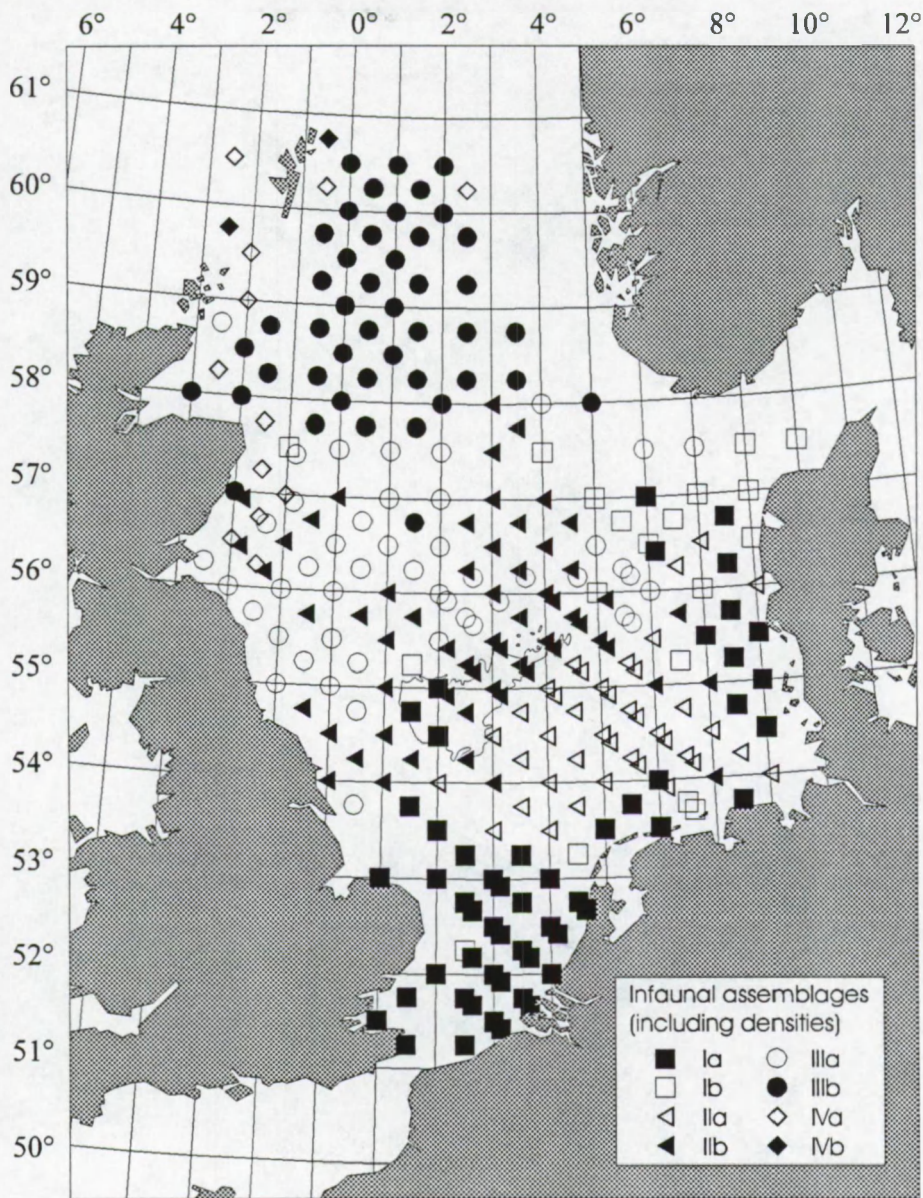 6° 4° 2° 0° 2° 4° 6° 8° 10° 12°
61°
60°
59°
58°
57°
56°
55°
54°
53°
52°
51°
50°
Infaunal assemblages
(including densities)
Ia IIIa
Ib IIIb
IIa IVa
IIb IVb